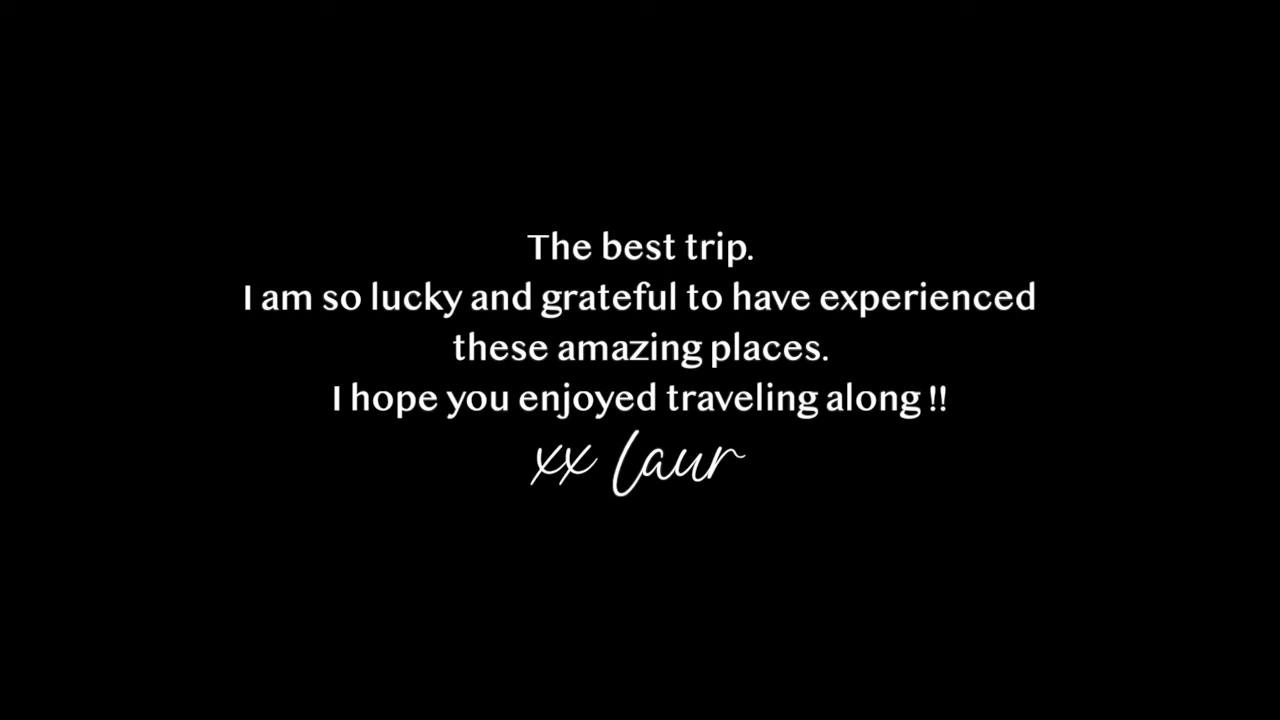 The best trip.
I am so lucky and grateful to have experienced
these amazing places.
I hope you enjoyed traveling along !!
xx Laur